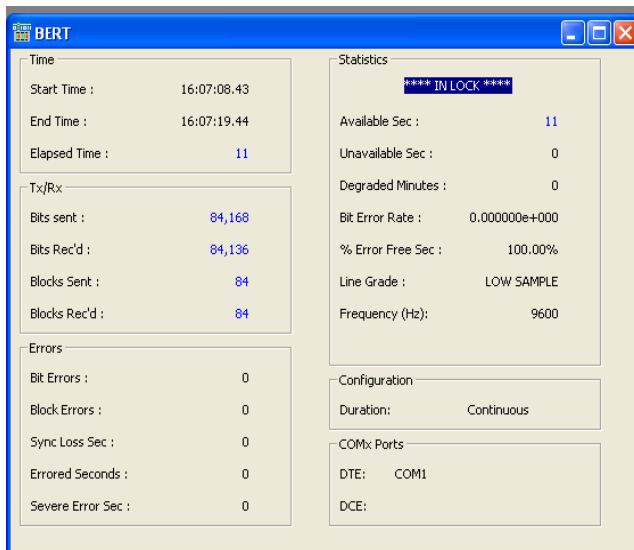 BERT
Time
Start Time : 16:07:08.43
End Time : 16:07:19.44
Elapsed Time : 11
Tx/Rx
Bits sent : 84,168
Bits Rec'd : 84,136
Blocks Sent : 84
Blocks Rec'd : 84
Errors
Bit Errors : 0
Block Errors : 0
Sync Loss Sec : 0
Errored Seconds : 0
Severe Error Sec : 0
Statistics
**** IN LOCK ****
Available Sec : 11
Unavailable Sec : 0
Degraded Minutes : 0
Bit Error Rate : 0.000000e+000
% Error Free Sec : 100.00%
Line Grade : LOW SAMPLE
Frequency (Hz): 9600
Configuration
Duration: Continuous
COMx Ports
DTE: COM1
DCE: